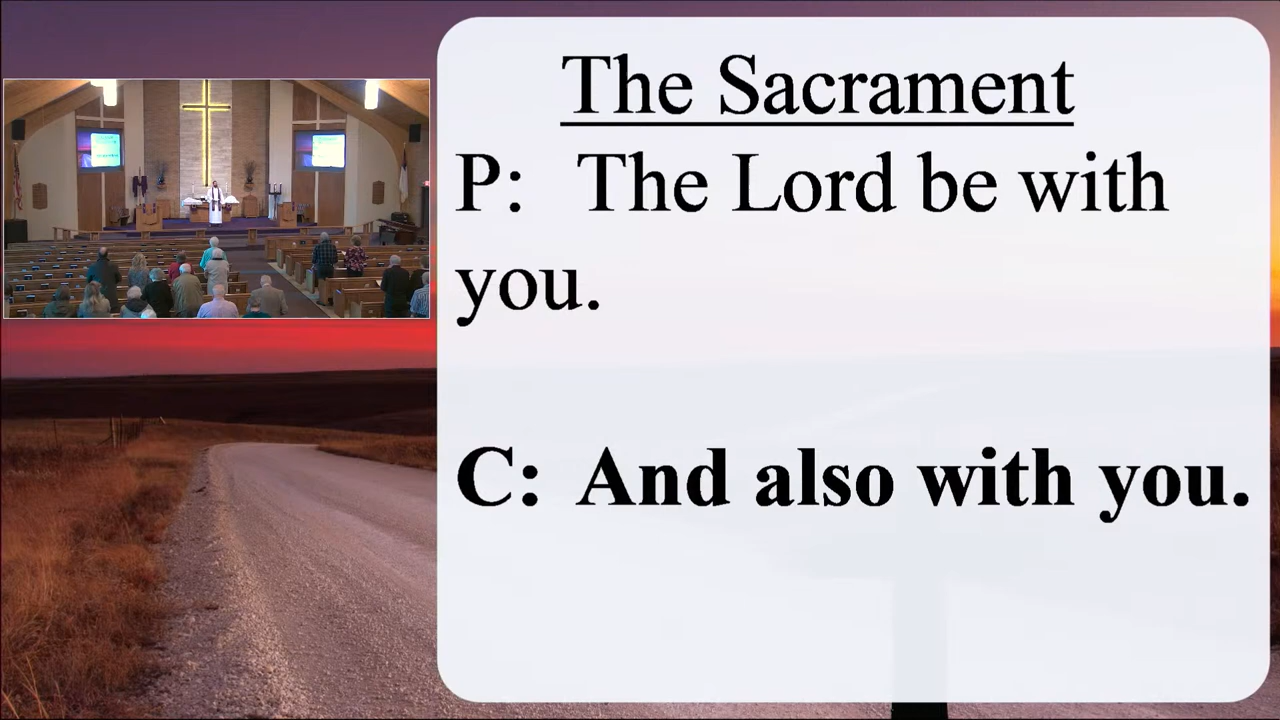 The Sacrament
P: The Lord be with
you.
C: And also with you.